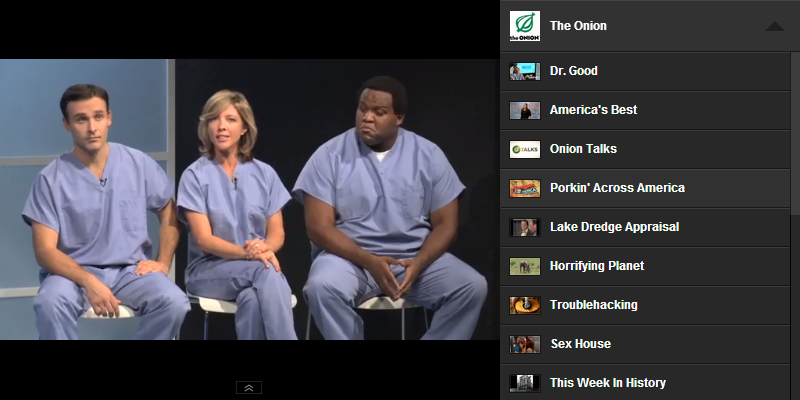 the ONION
The Onion
Dr. Good
America's Best
TALKS
Onion Talks
Porkin' Across America
Lake Dredge Appraisal
Horrifying Planet
Troublehacking
Sex House
This Week In History